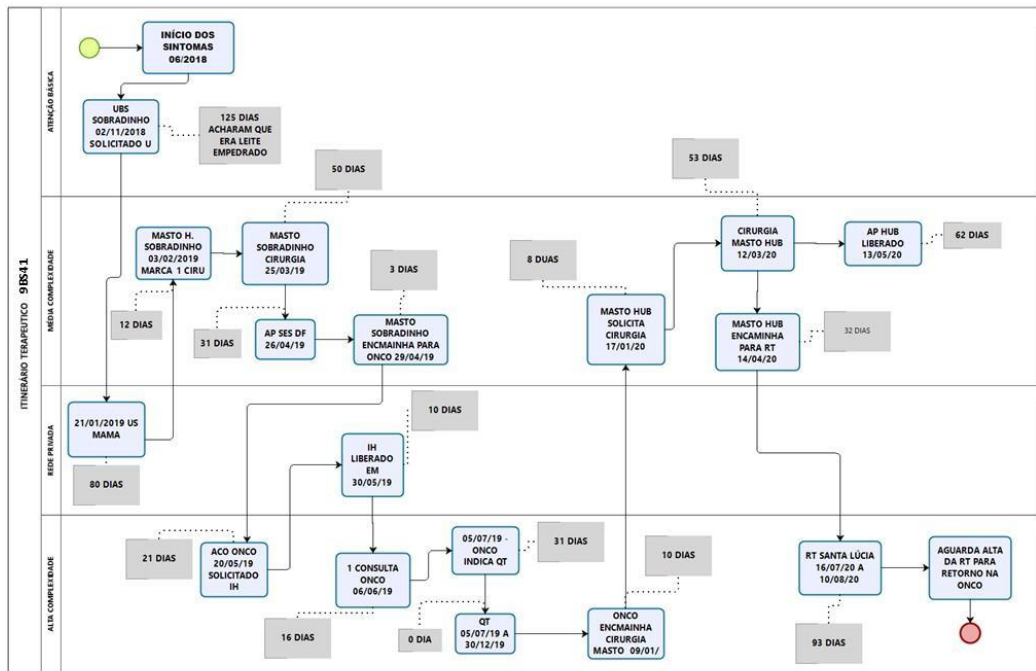 ITINERÁRIO TERAPEUTICO 9BS41
ATENÇÃO BÁSICA
INÍCIO DOS
SINTOMAS
06/2018
UBS
SOBRADINHO
02/11/2018
SOLICITADO U
125 DIAS
ACHARAM QUE
ERA LEITE
EMPEDRADO
50 DIAS
53 DIAS
MÉDIA COMPLEXIDADE
MASTO H.
SOBRADINHO
03/02/2019
MARCA 1 CIRU
MASTO
SOBRADINHO
CIRURGIA
25/03/19
12 DIAS
31 DIAS
AP SES DF
26/04/19
3 DIAS
MASTO
SOBRADINHO
ENCMAINHA PARA
ONCO 29/04/19
8 DUAS
MASTO HUB
SOLICITA
CIRURGIA
17/01/20
CIRURGIA
MASTO HUB
12/03/20
AP HUB
LIBERADO
13/05/20
62 DIAS
MASTO HUB
ENCAMINHA
PARA RT
14/04/20
32 DIAS
REDE PRIVADA
21/01/2019 US
MAMA
80 DIAS
IH
LIBERADO
EM
30/05/19
10 DIAS
ALTA COMPLEXIDADE
21 DIAS
ACO ONCO
20/05/19
SOLICITADO
IH
1 CONSULTA
ONCO
06/06/19
16 DIAS
05/07/19 -
ONCO
INDICA QT
31 DIAS
0 DIA
QT
05/07/19 A
30/12/19
ONCO
ENCMAINHA
CIRURGIA
MASTO 09/01/
10 DIAS
RT SANTA LÚCIA
16/07/20 A
10/08/20
93 DIAS
AGUARDA ALTA
DA RT PARA
RETORNO NA
ONCO